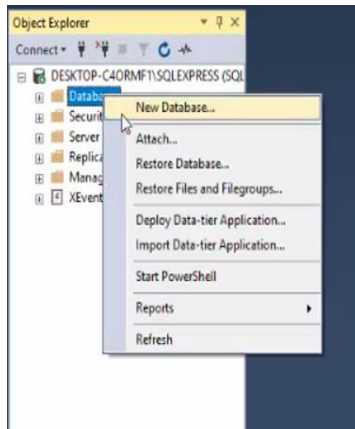 Object Explorer
Connect
DESKTOP-C4ORMF1\SQLEXPRESS (SQL
Datab
Securit
Server
Replica
Manag
XEvent
New Database...
Attach...
Restore Database...
Restore Files and Filegroups...
Deploy Data-tier Application...
Import Data-tier Application...
Start PowerShell
Reports
Refresh